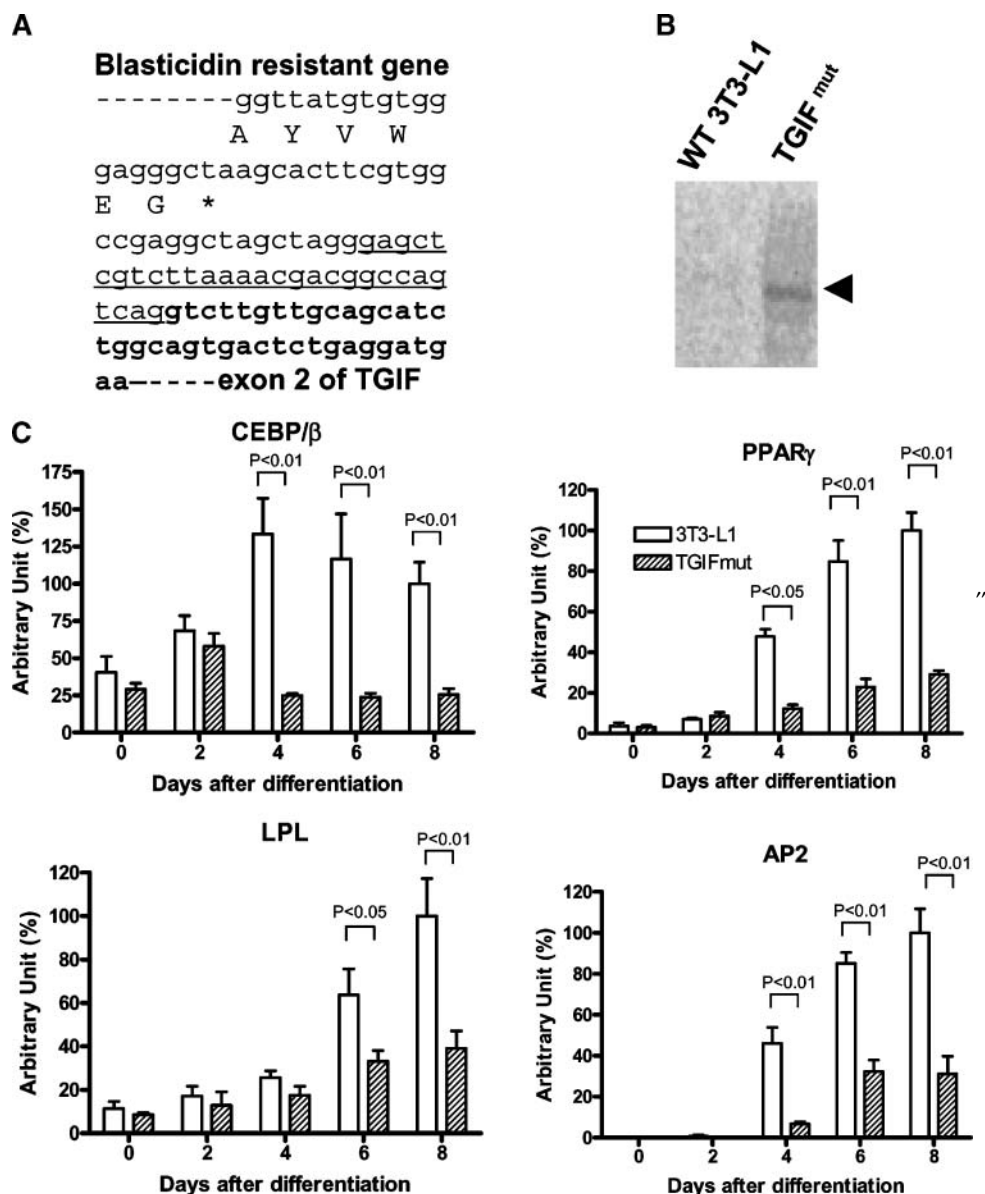 A
Blasticidin resistant gene
---------ggttatgtgtgg
A Y V W
gagggctaagcacttcgtgg
E G *
ccgaggctagctagggagct
cgtcttaaaacgacggccag
tcaggtcttgttgcagcatc
tggcagtgactctgaggatg
aa------exon 2 of TGIF
B
WT 3T3-L1
TGIF mut
C
CEBP/β
Arbitrary Unit (%)
175
150
125
100
75
50
25
0
P<0.01
P<0.01
P<0.01
0 2 4 6 8
Days after differentiation
PPARγ
Arbitrary Unit (%)
120
100
80
60
40
20
0
3T3-L1
TGIFmut
P<0.05
P<0.01
P<0.01
0 2 4 6 8
Days after differentiation
"
LPL
Arbitrary Unit (%)
120
100
80
60
40
20
0
P<0.05
P<0.01
0 2 4 6 8
Days after differentiation
AP2
Arbitrary Unit (%)
120
100
80
60
40
20
0
P<0.01
P<0.01
P<0.01
0 2 4 6 8
Days after differentiation